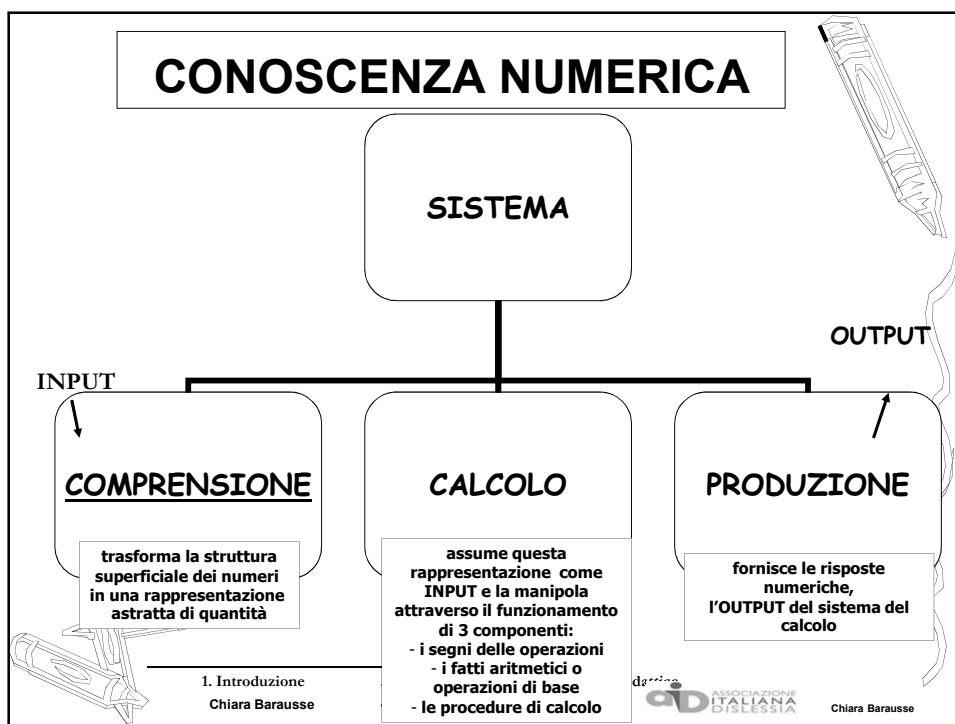 CONOSCENZA NUMERICA
SISTEMA
OUTPUT
INPUT
COMPRENSIONE
trasforma la struttura
superficiale dei numeri
in una rappresentazione
astratta di quantità
CALCOLO
assume questa
rappresentazione come
INPUT e la manipola
attraverso il funzionamento
di 3 componenti:
- i segni delle operazioni
- i fatti aritmetici o
operazioni di base
- le procedure di calcolo
PRODUZIONE
fornisce le risposte
numeriche,
l'OUTPUT del sistema del
calcolo
1. Introduzione
Chiara Barausse
AID ASSOCIAZIONE
ITALIANA
DISLESSIA
Chiara Barausse